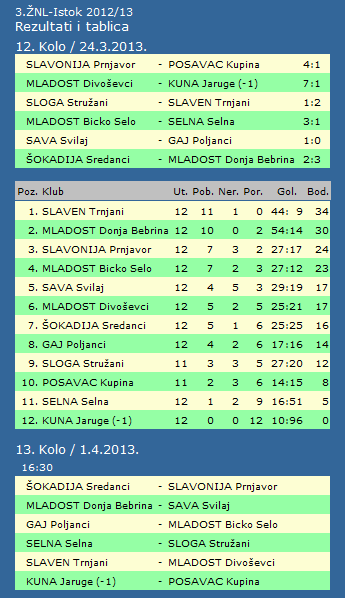 3.ŽNL-Istok 2012/13
Rezultati i tablica
12. Kolo / 24.3.2013.
SLAVONIJA Prnjavor - POSAVAC Kupina 4:1
MLADOST Divoševci - KUNA Jaruge (-1) 7:1
SLOGA Stružani - SLAVEN Trnjani 1:2
MLADOST Bicko Selo - SELNA Selna 3:1
SAVA Svilaj - GAJ Poljanci 1:0
ŠOKADIJA Sredanci - MLADOST Donja Bebrina 2:3
Poz. Klub Ut. Pob. Ner. Por. Gol. Bod.
1. SLAVEN Trnjani 12 11 1 0 44: 9 34
2. MLADOST Donja Bebrina 12 10 0 2 54:14 30
3. SLAVONIJA Prnjavor 12 7 3 2 27:17 24
4. MLADOST Bicko Selo 12 7 2 3 27:12 23
5. SAVA Svilaj 12 4 5 3 29:19 17
6. MLADOST Divoševci 12 5 2 5 25:21 17
7. ŠOKADIJA Sredanci 12 5 1 6 25:25 16
8. GAJ Poljanci 12 4 2 6 17:16 14
9. SLOGA Stružani 11 3 3 5 27:20 12
10. POSAVAC Kupina 11 2 3 6 14:15 8
11. SELNA Selna 12 1 2 9 16:51 5
12. KUNA Jaruge (-1) 12 0 0 12 10:96 0
13. Kolo / 1.4.2013.
16:30
ŠOKADIJA Sredanci - SLAVONIJA Prnjavor
MLADOST Donja Bebrina - SAVA Svilaj
GAJ Poljanci - MLADOST Bicko Selo
SELNA Selna - SLOGA Stružani
SLAVEN Trnjani - MLADOST Divoševci
KUNA Jaruge (-1) - POSAVAC Kupina